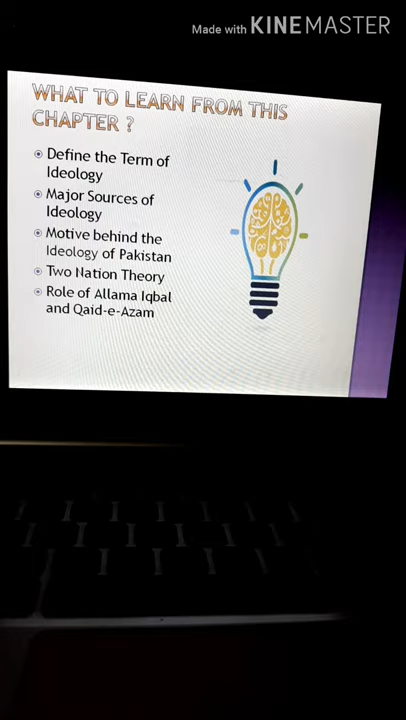 Made with KINEMASTER
WHAT TO LEARN FROM THIS
CHAPTER ?
Define the Term of
Ideology
Major Sources of
Ideology
Motive behind the
Ideology of Pakistan
Two Nation Theory
Role of Allama Iqbal
and Qaid-e-Azam